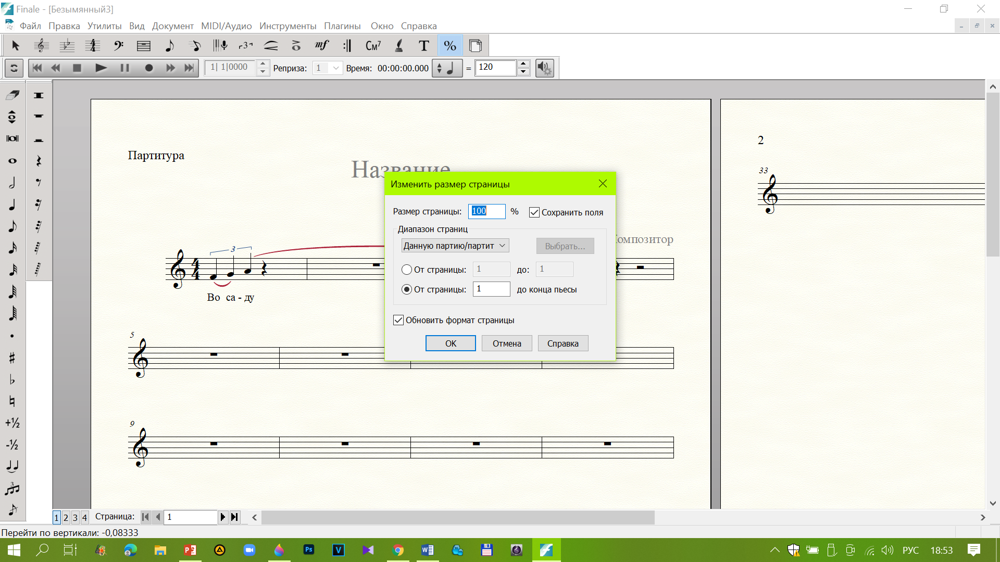 Finale - [Безымянный3]
Файл Правка Утилиты Вид Документ MIDI/Аудио Инструменты Плагины Окно Справка
mf CM7 T %
1| 1|0000 Реприза: 1 Время: 00:00:00.000 = 120
Партитура
Название
Композитор
3
4
4
Во са - ду
5
9
2
33
Изменить размер страницы
Размер страницы: 100 % Сохранить поля
Диапазон страниц
Данную партию/партит Выбрать...
От страницы: 1 до: 1
От страницы: 1 до конца пьесы
Обновить формат страницы
OK Отмена Справка
+½
-½
1 2 3 4 Страница: 1
Перейти по вертикали: -0,08333
РУС 18:53